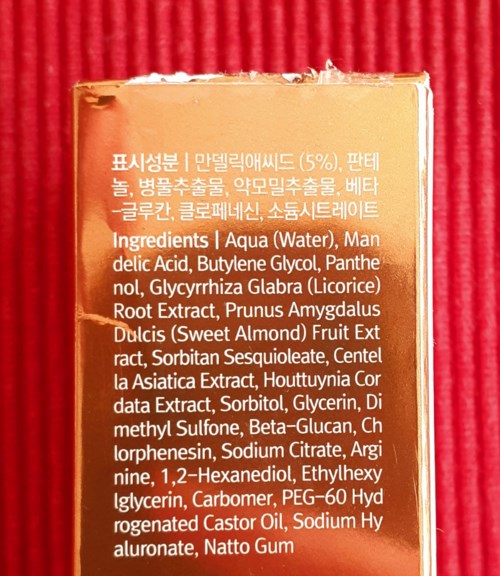 표시성분 | 만델릭애씨드 (5%), 판테
놀, 병풀추출물, 약모밀추출물, 베타
-글루칸, 클로페네신, 소듐시트레이트
Ingredients | Aqua (Water), Man
delic Acid, Butylene Glycol, Panthe
nol, Glycyrrhiza Glabra (Licorice)
Root Extract, Prunus Amygdalus
Dulcis (Sweet Almond) Fruit Ext
ract, Sorbitan Sesquioleate, Centel
la Asiatica Extract, Houttuynia Cor
data Extract, Sorbitol, Glycerin, Di
methyl Sulfone, Beta-Glucan, Ch
lorphenesin, Sodium Citrate, Argi
nine, 1,2-Hexanediol, Ethylhexy
lglycerin, Carbomer, PEG-60 Hyd
rogenated Castor Oil, Sodium Hy
aluronate, Natto Gum